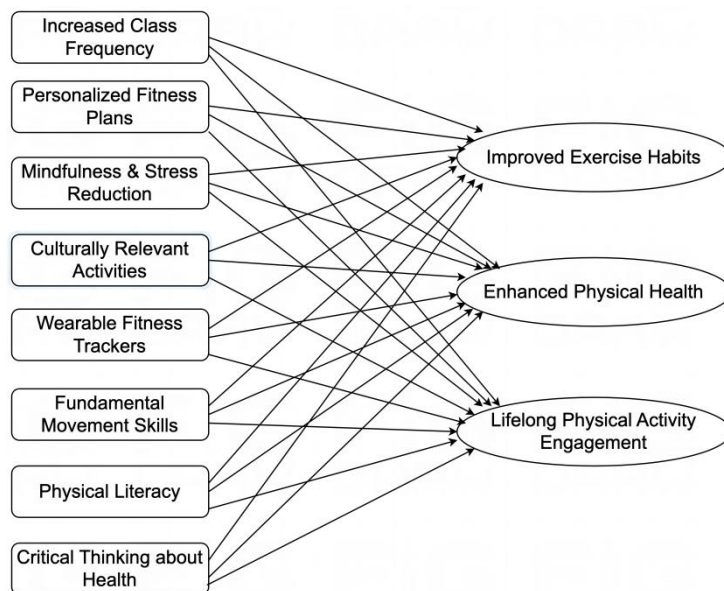 Increased Class
Frequency
Personalized Fitness
Plans
Mindfulness & Stress
Reduction
Culturally Relevant
Activities
Wearable Fitness
Trackers
Fundamental
Movement Skills
Physical Literacy
Critical Thinking about
Health
Improved Exercise Habits
Enhanced Physical Health
Lifelong Physical Activity
Engagement